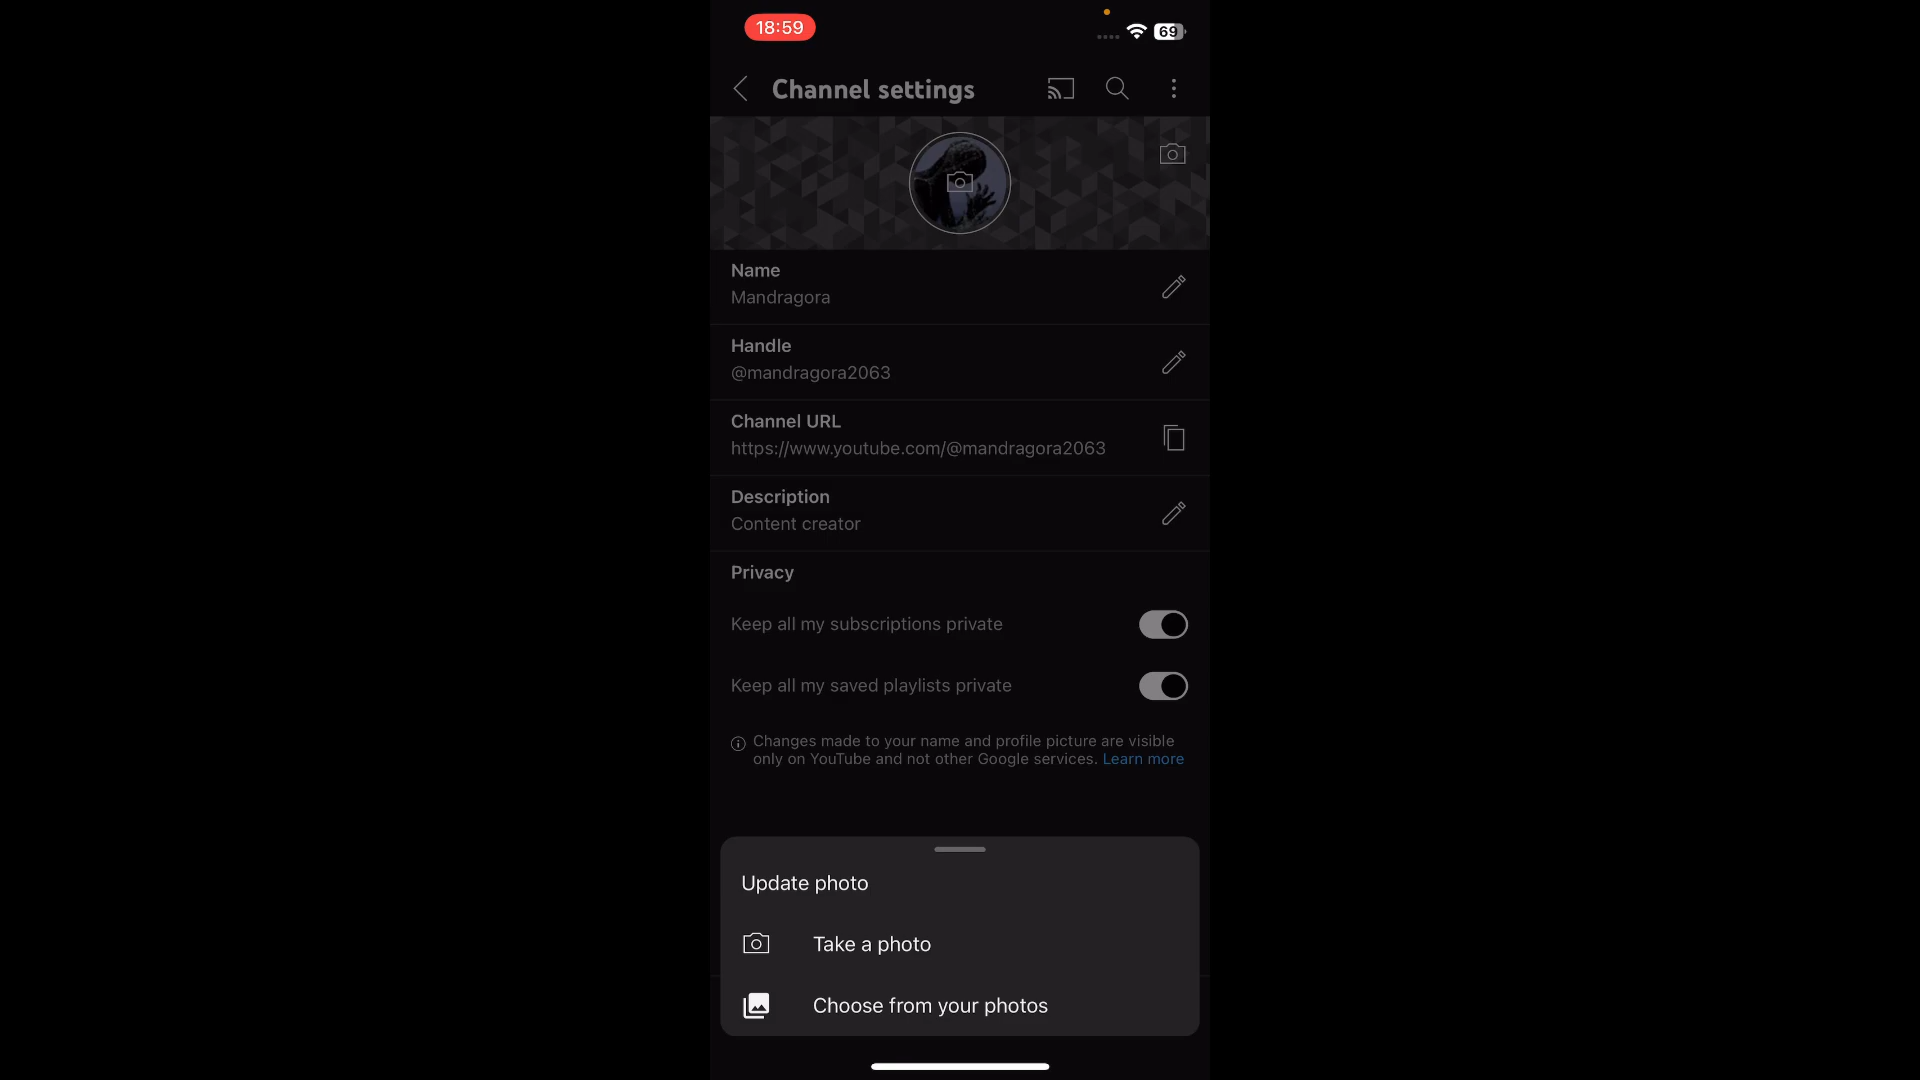 18:59
69
Channel settings
Name
Mandragora
Handle
@mandragora2063
Channel URL
https://www.youtube.com/@mandragora2063
Description
Content creator
Privacy
Keep all my subscriptions private
Keep all my saved playlists private
Changes made to your name and profile picture are visible
only on YouTube and not other Google services. Learn more
Update photo
Take a photo
Choose from your photos